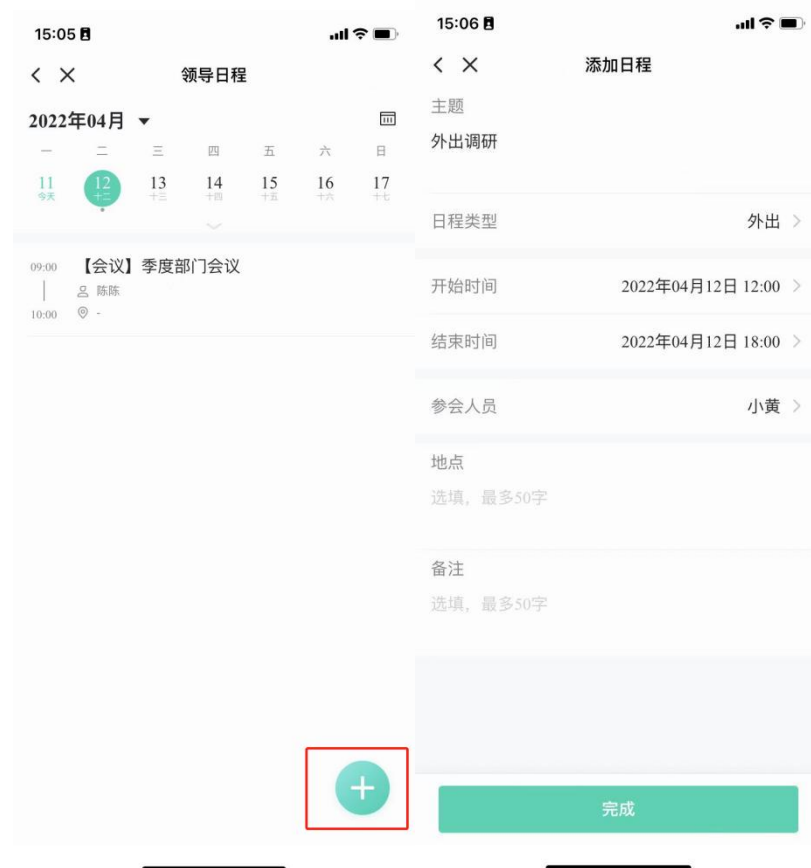 15:05
领导日程
2022年04月
一 二 三 四 五 六 日
11 12 13 14 15 16 17
今天 十二 十三 十四 十五 十六 十七
09:00 【会议】季度部门会议
陈陈
10:00 -
15:06
添加日程
主题
外出调研
日程类型 外出
开始时间 2022年04月12日 12:00
结束时间 2022年04月12日 18:00
参会人员 小黄
地点
选填，最多50字
备注
选填，最多50字
完成